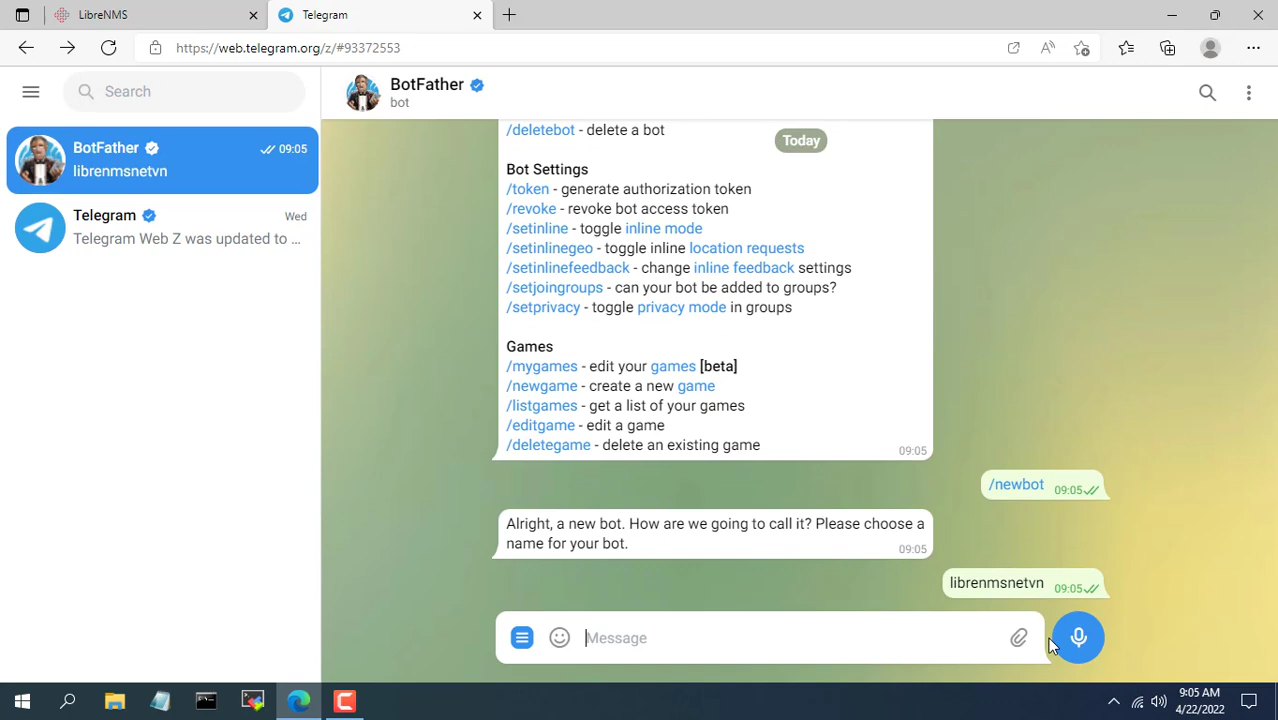 LibreNMS
Telegram
https://web.telegram.org/z/#93372553
Search
BotFather
bot
BotFather
09:05
librenmsnetvn
Telegram
Wed
Telegram Web Z was updated to ...
/deletebot - delete a bot
Today
Bot Settings
/token - generate authorization token
/revoke - revoke bot access token
/setinline - toggle inline mode
/setinlinegeo - toggle inline location requests
/setinlinefeedback - change inline feedback settings
/setjoingroups - can your bot be added to groups?
/setprivacy - toggle privacy mode in groups
Games
/mygames - edit your games [beta]
/newgame - create a new game
/listgames - get a list of your games
/editgame - edit a game
/deletegame - delete an existing game
09:05
/newbot 09:05
Alright, a new bot. How are we going to call it? Please choose a
name for your bot.
09:05
librenmsnetvn 09:05
Message
9:05 AM
4/22/2022